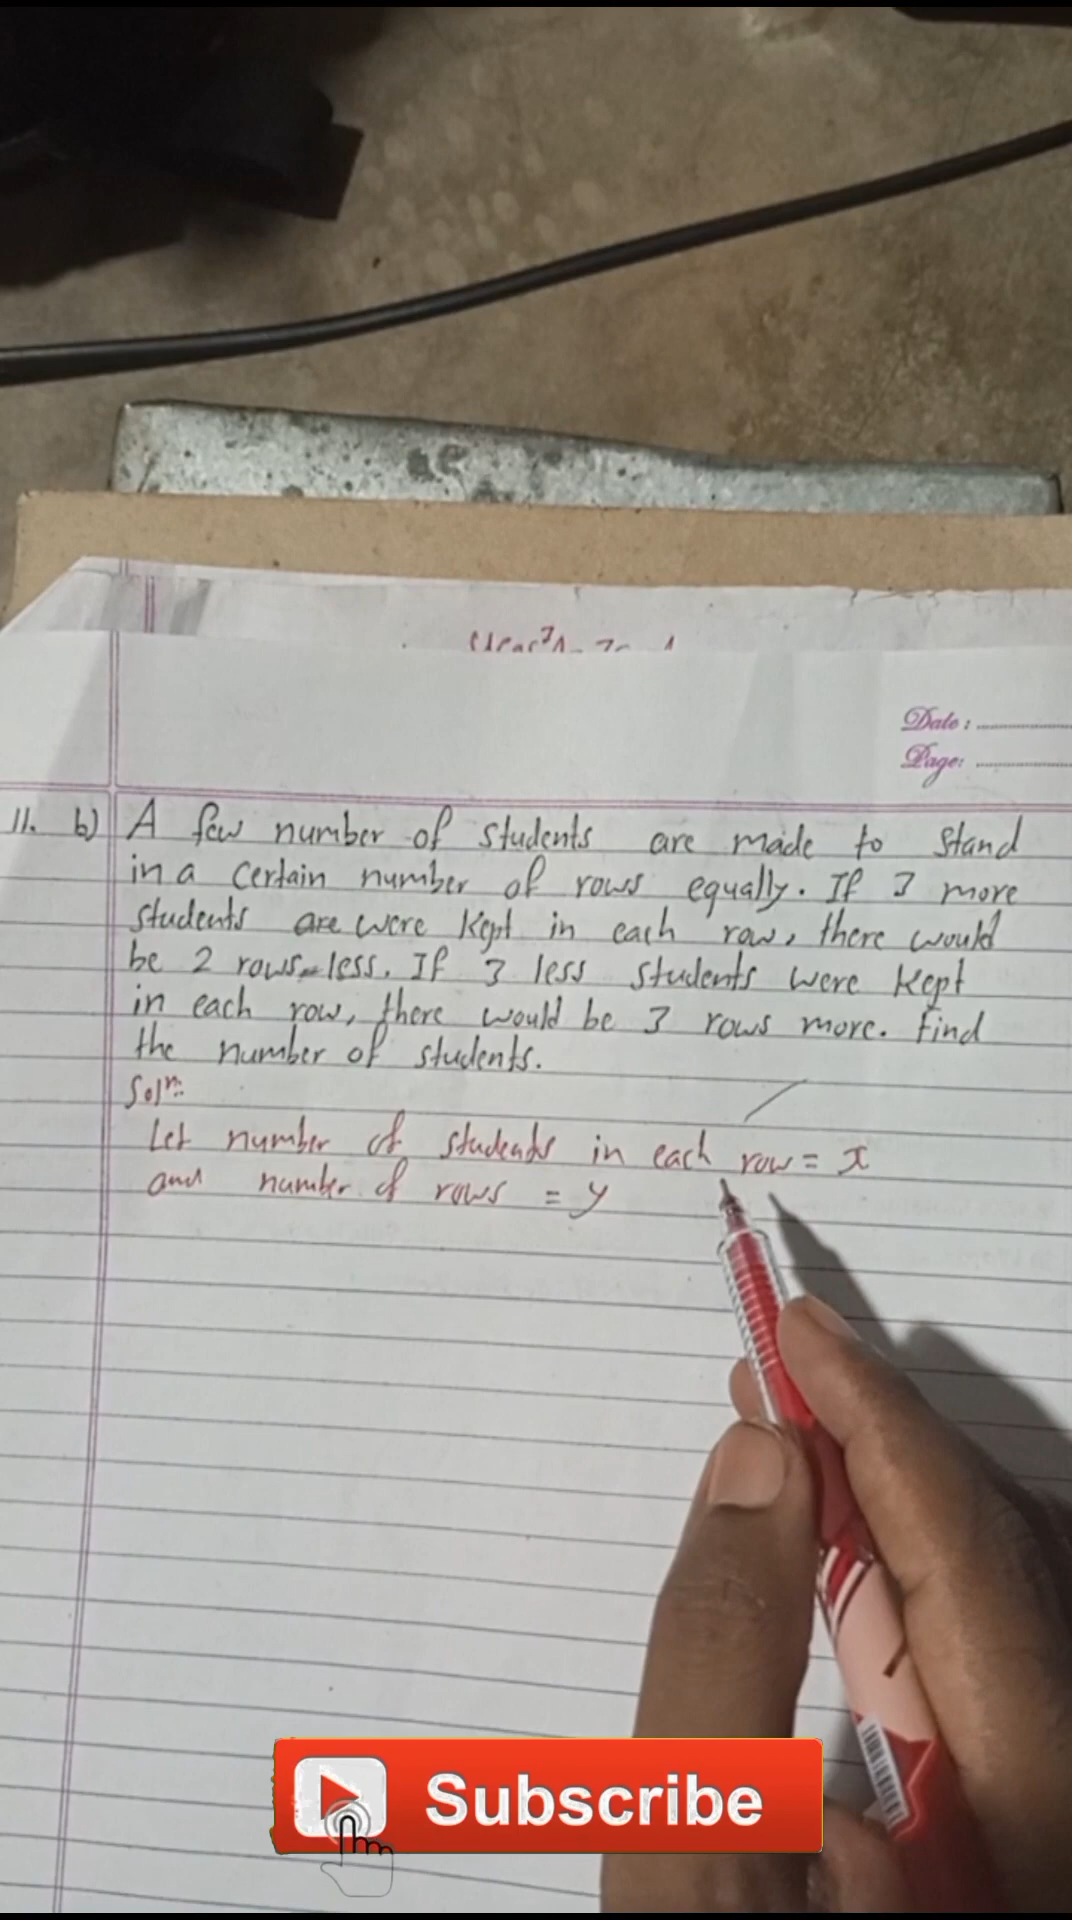 Date:
Page:
11. b) A few number of students are made to stand
in a certain number of rows equally. If 3 more
students are were kept in each row, there would
be 2 rows less. If 3 less students were kept
in each row, there would be 3 rows more. Find
the number of students.
Soln:
Let number of students in each row = x
and number of rows = y
Subscribe